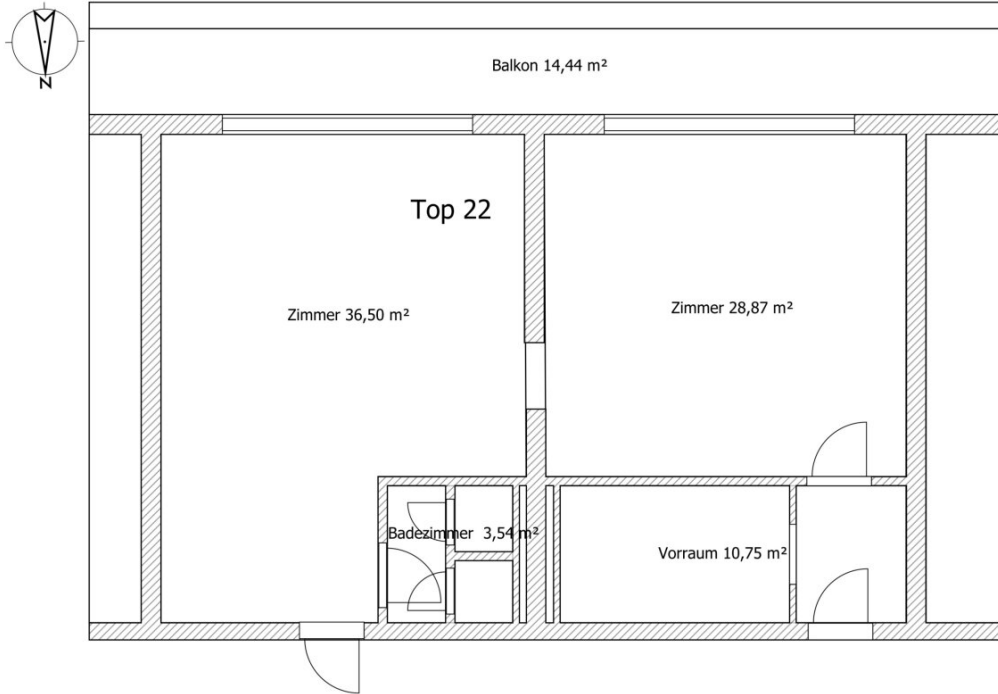 N
Balkon 14,44 m²
Top 22
Zimmer 36,50 m²
Zimmer 28,87 m²
Badezimmer 3,54 m²
Vorraum 10,75 m²